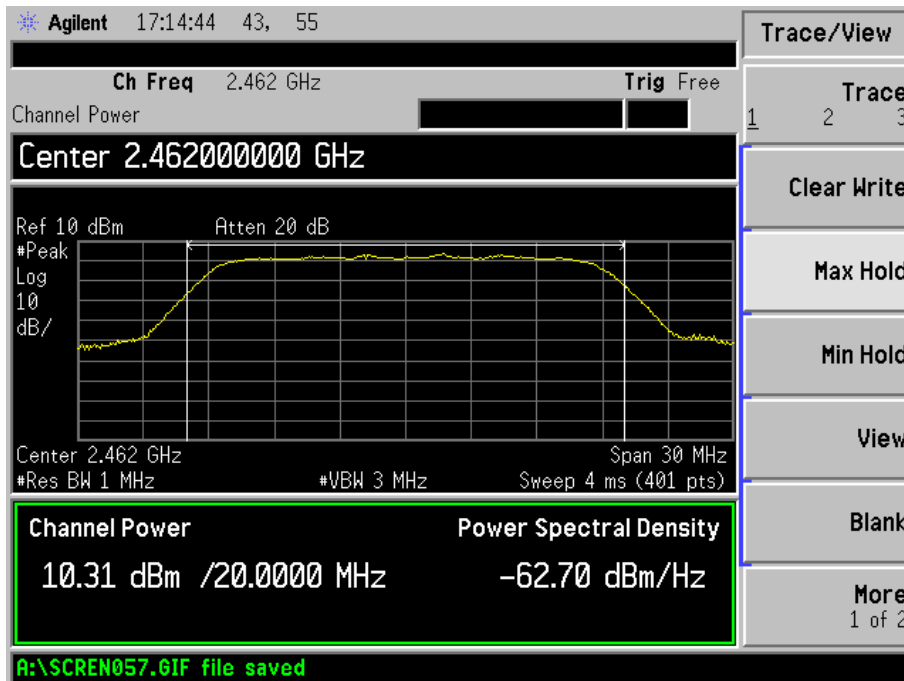 Agilent 17:14:44 43, 55
Trace/View
Ch Freq 2.462 GHz Trig Free
Channel Power
Trace
1 2 3
Center 2.462000000 GHz
Clear Write
Ref 10 dBm Atten 20 dB
#Peak
Log
10
dB/
Max Hold
Min Hold
View
Center 2.462 GHz Span 30 MHz
#Res BW 1 MHz #VBW 3 MHz Sweep 4 ms (401 pts)
Channel Power Power Spectral Density
10.31 dBm /20.0000 MHz -62.70 dBm/Hz
Blank
More
1 of 2
A:\SCREN057.GIF file saved